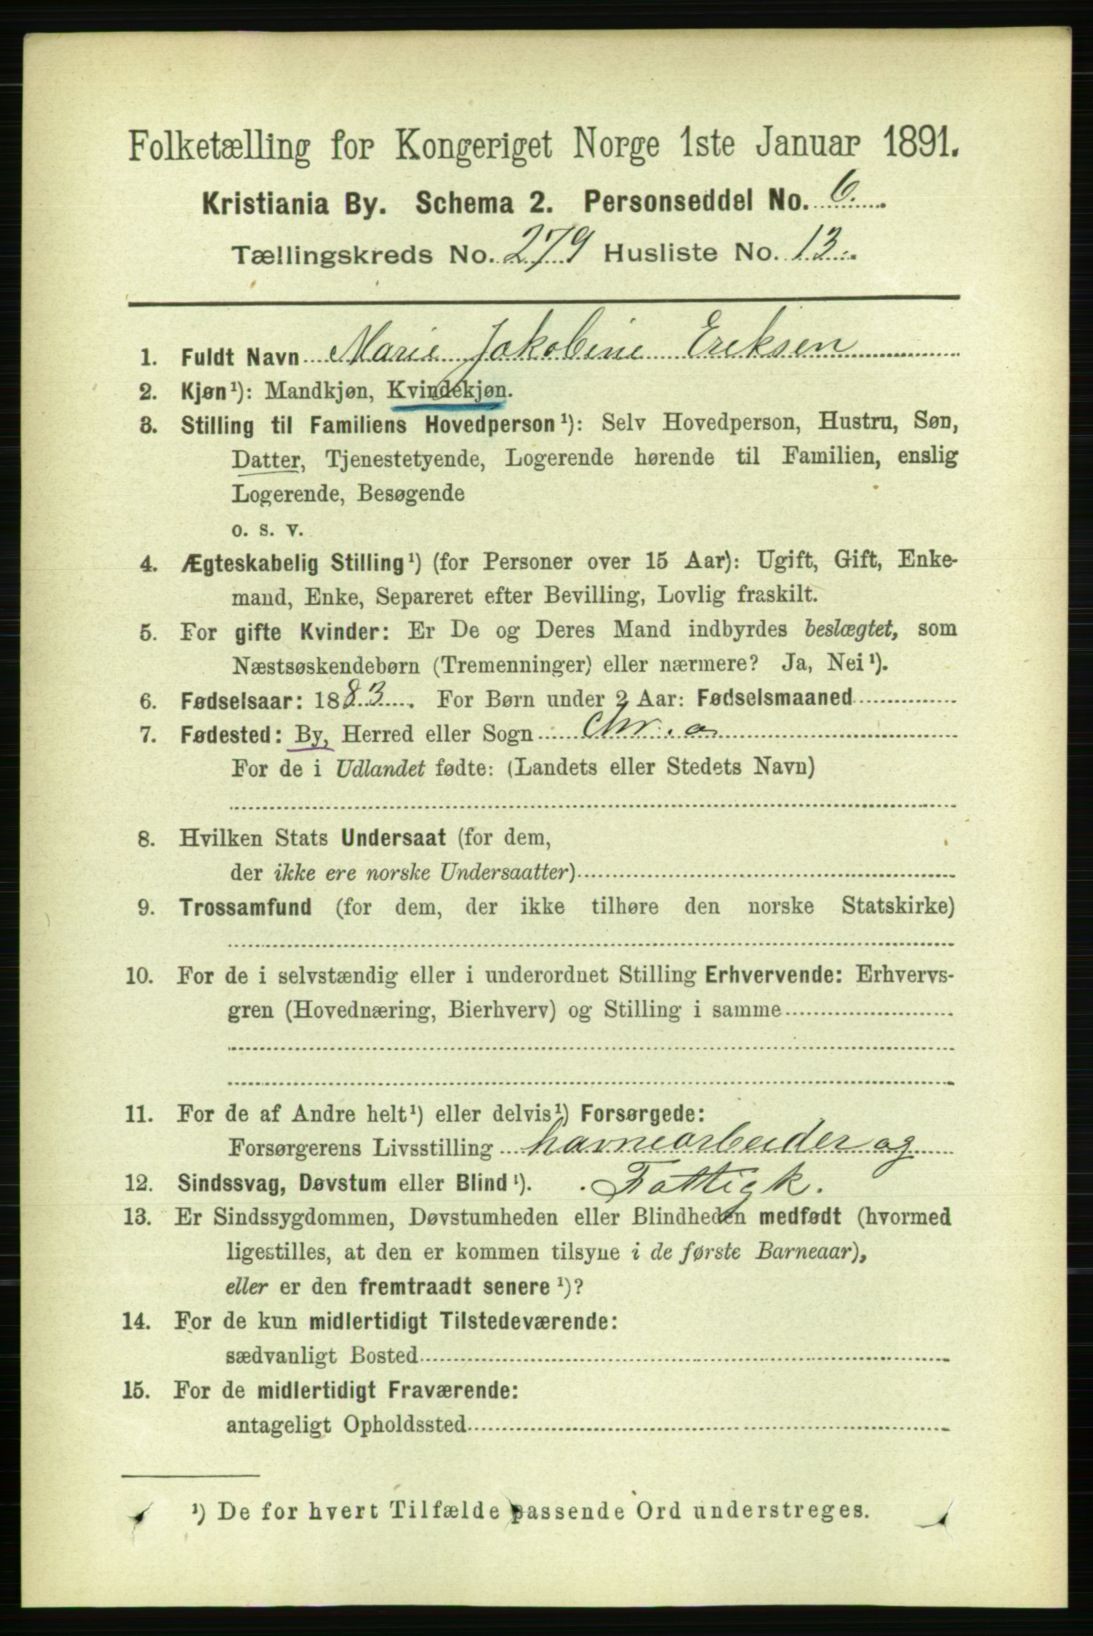 Folketælling for Kongeriget Norge 1ste Januar 1891.
Kristiania By. Schema 2. Personseddel No. 6.
Tællingskreds No. 279 Husliste No. 13.
1. Fuldt Navn Marie Jakobine Eriksen
2. Kjøn¹): Mandkjøn, Kvindekjøn.
3. Stilling til Familiens Hovedperson¹): Selv Hovedperson, Hustru, Søn,
Datter, Tjenestetyende, Logerende hørende til Familien, enslig
Logerende, Besøgende
o. s. v.
4. Ægteskabelig Stilling¹) (for Personer over 15 Aar): Ugift, Gift, Enke-
mand, Enke, Separeret efter Bevilling, Lovlig fraskilt.
5. For gifte Kvinder: Er De og Deres Mand indbyrdes beslægtet, som
Næstsøskendebørn (Tremenninger) eller nærmere? Ja, Nei¹).
6. Fødselsaar: 1883. For Børn under 2 Aar: Fødselsmaaned
7. Fødested: By, Herred eller Sogn Chr.a
For de i Udlandet fødte: (Landets eller Stedets Navn)
8. Hvilken Stats Undersaat (for dem,
der ikke ere norske Undersaatter)
9. Trossamfund (for dem, der ikke tilhøre den norske Statskirke)
10. For de i selvstændig eller i underordnet Stilling Erhvervende: Erhvervs-
gren (Hovednæring, Bierhverv) og Stilling i samme
11. For de af Andre helt¹) eller delvis¹) Forsørgede:
Forsørgerens Livsstilling havnearbeider og
12. Sindssvag, Døvstum eller Blind¹). Fattigk.
13. Er Sindssygdommen, Døvstumheden eller Blindheden medfødt (hvormed
ligestilles, at den er kommen tilsyne i de første Barneaar),
eller er den fremtraadt senere¹)?
14. For de kun midlertidigt Tilstedeværende:
sædvanligt Bosted
15. For de midlertidigt Fraværende:
antageligt Opholdssted
¹) De for hvert Tilfælde passende Ord understreges.